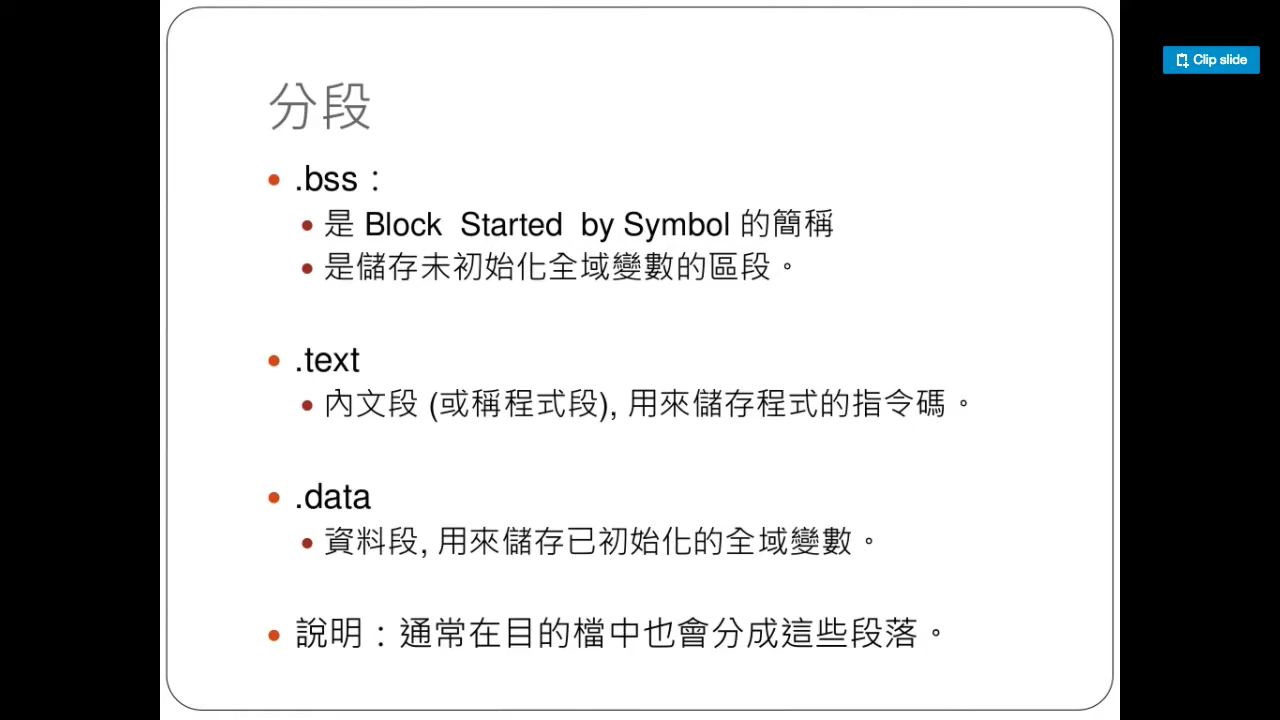 Clip slide
分段
.bss：
是 Block Started by Symbol 的簡稱
是儲存未初始化全域變數的區段。
.text
內文段 (或稱程式段), 用來儲存程式的指令碼。
.data
資料段, 用來儲存已初始化的全域變數。
說明：通常在目的檔中也會分成這些段落。